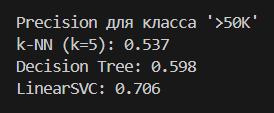 Precision для класса '>50K'
k-NN (k=5): 0.537
Decision Tree: 0.598
LinearSVC: 0.706